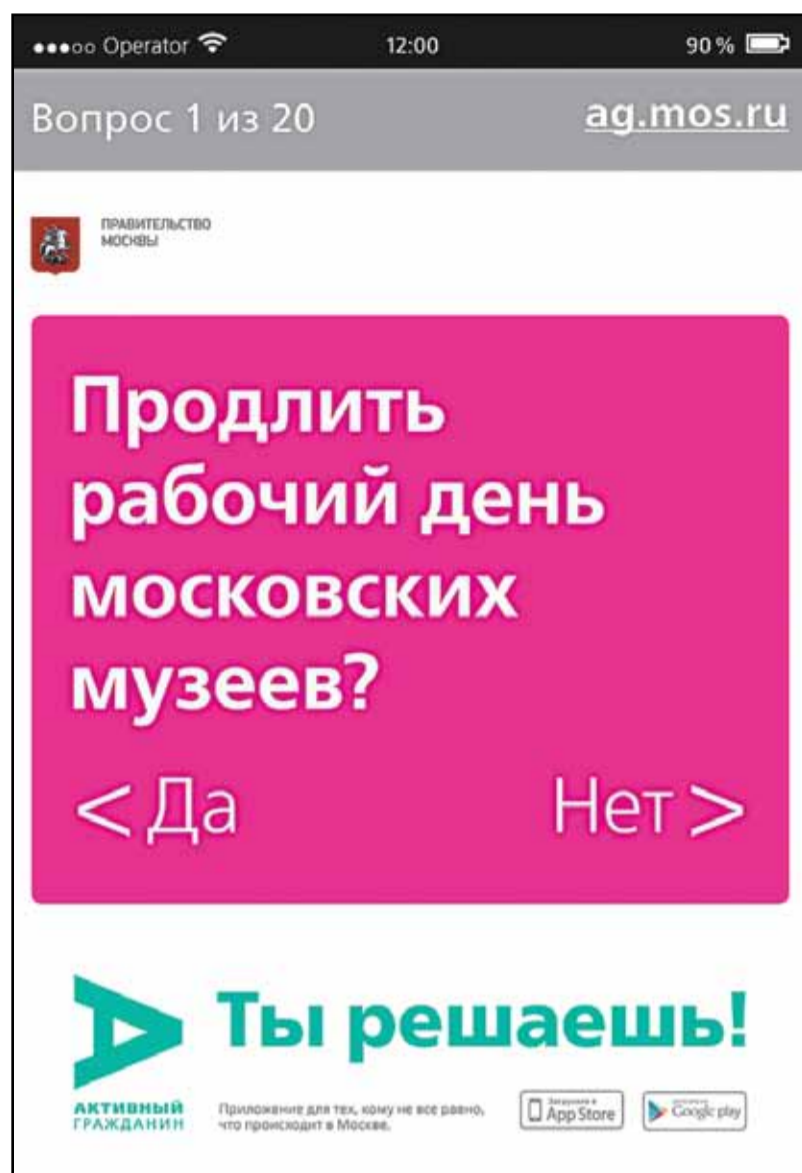 Operator 12:00 90 %
Вопрос 1 из 20 ag.mos.ru
ПРАВИТЕЛЬСТВО
МОСКВЫ
Продлить
рабочий день
московских
музеев?
< Да Нет >
Ты решаешь!
АКТИВНЫЙ
ГРАЖДАНИН
Приложение для тех, кому не все равно,
что происходит в Москве.
Загрузите в
App Store
Google play